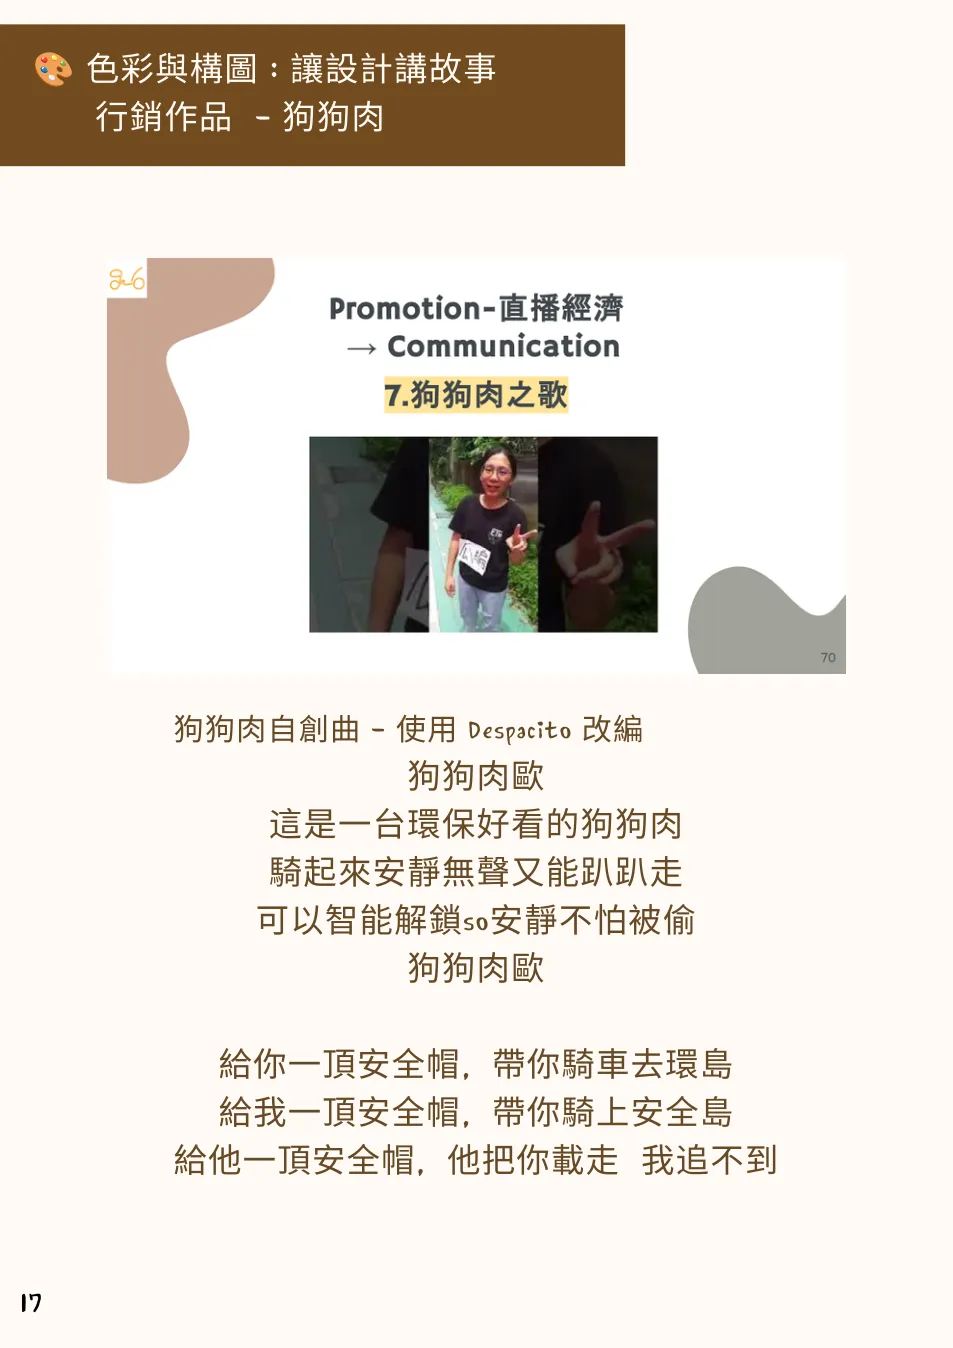 色彩與構圖：讓設計講故事
行銷作品 - 狗狗肉
g-6
Promotion-直播經濟
→ Communication
7.狗狗肉之歌
70
狗狗肉自創曲 - 使用 Despacito 改編
狗狗肉歐
這是一台環保好看的狗狗肉
騎起來安靜無聲又能趴趴走
可以智能解鎖so安靜不怕被偷
狗狗肉歐
給你一頂安全帽，帶你騎車去環島
給我一頂安全帽，帶你騎上安全島
給他一頂安全帽，他把你載走 我追不到
17